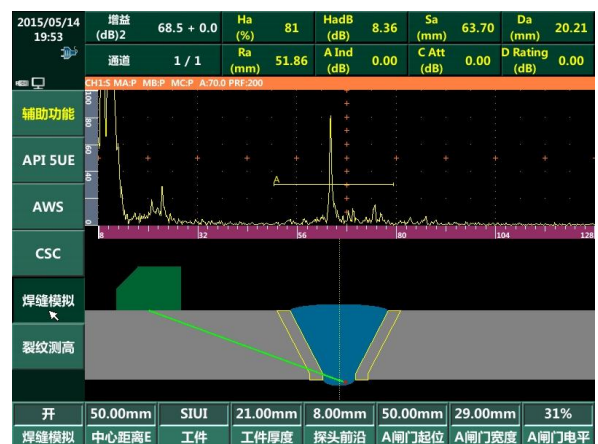 2015/05/14
19:53
增益
(dB)2
68.5 + 0.0
Ha
(%)
81
HadB
(dB)
8.36
Sa
(mm)
63.70
Da
(mm)
20.21
通道
1 / 1
Ra
(mm)
51.86
A Ind
(dB)
0.00
C Att
(dB)
0.00
D Rating
(dB)
0.00
CH1:S MA:P MB:P MC:P A:70.0 PRF:200
辅助功能
API 5UE
AWS
CSC
焊缝模拟
裂纹测高
100
80
A
0
8
32
56
80
104
128
开
50.00mm
SIUI
21.00mm
8.00mm
50.00mm
29.00mm
31%
焊缝模拟
中心距离E
工件
工件厚度
探头前沿
A闸门起位
A闸门宽度
A闸门电平